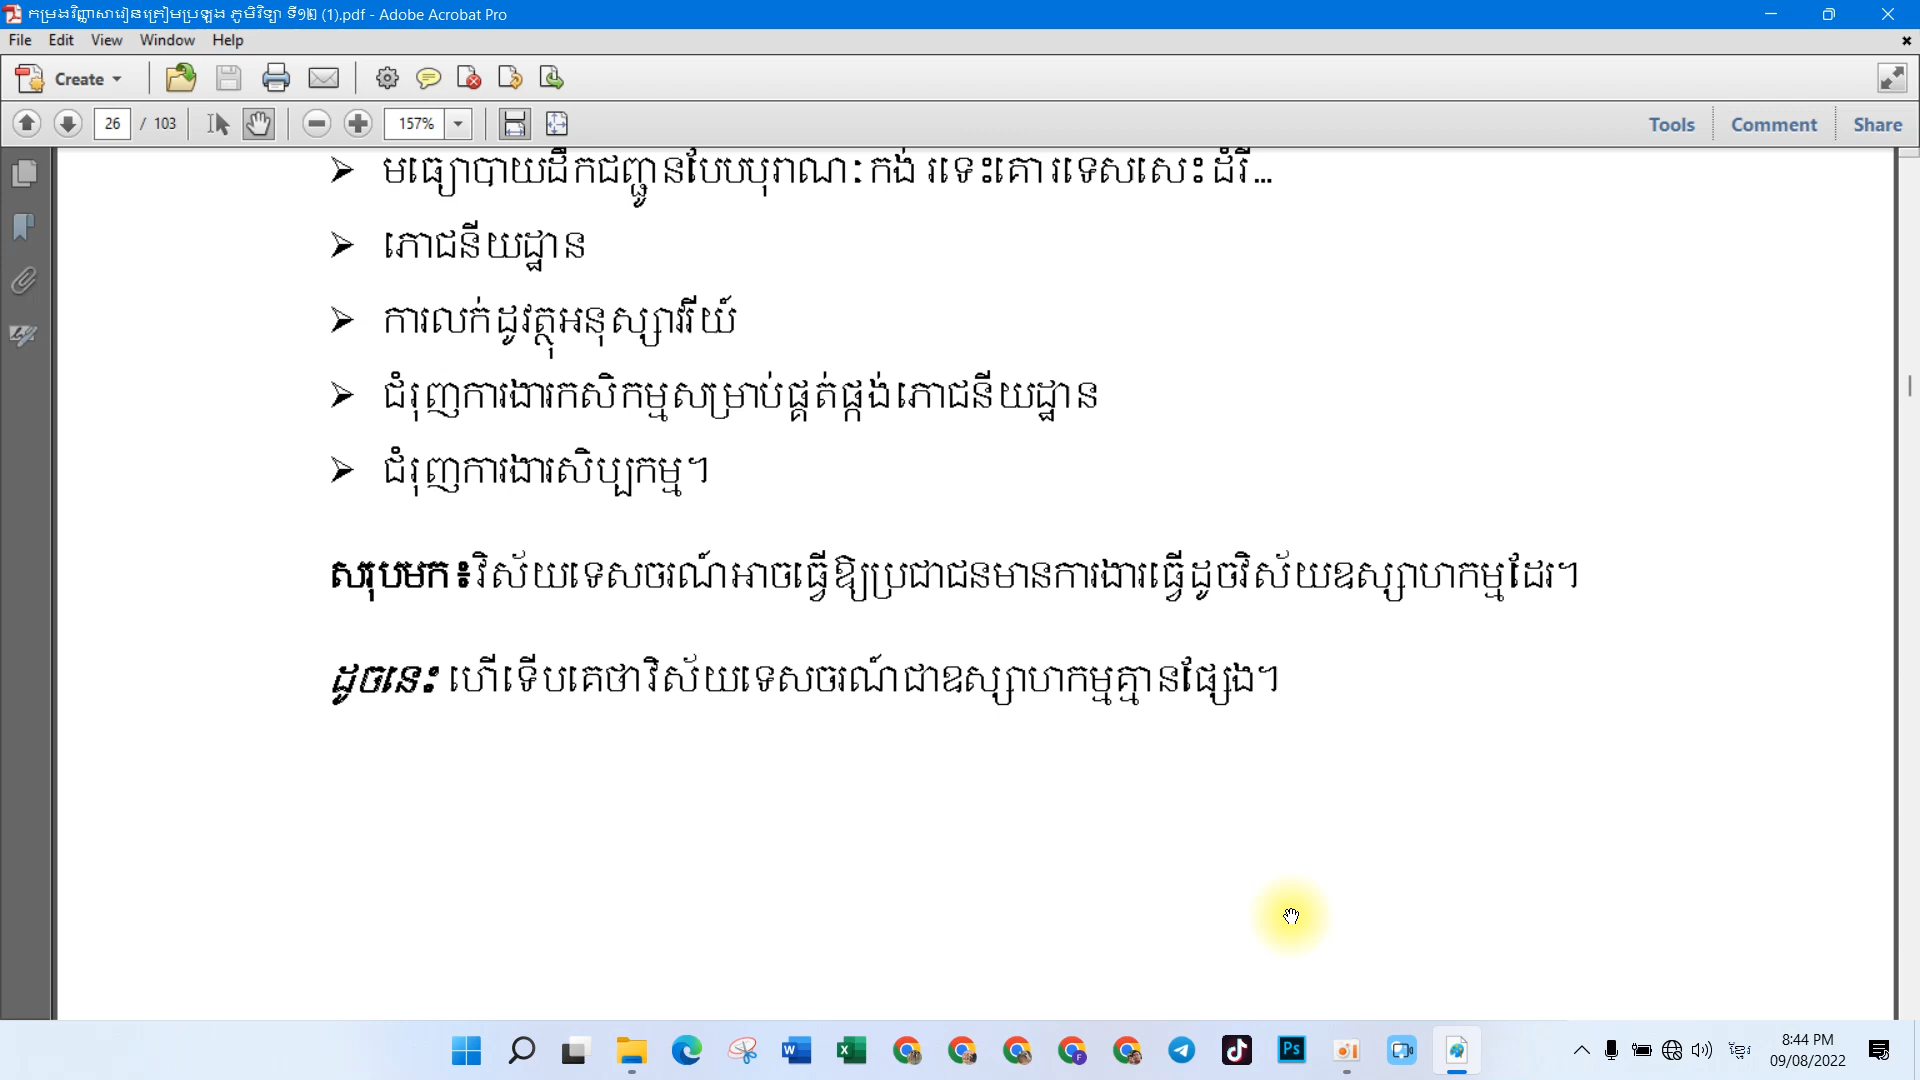 កម្រងវិញ្ញាសារៀនត្រៀមប្រឡង ភូមិវិទ្យា ទី១២ (1).pdf - Adobe Acrobat Pro
File Edit View Window Help
Create
26 / 103 157% Tools Comment Share
➢ មធ្យោបាយដឹកជញ្ជូនបែបបុរាណៈ កង់ រទេះគោ រទេសសេះ ដំរី...
➢ ភោជនីយដ្ឋាន
➢ ការលក់ដូវត្ថុអនុស្សាវរីយ៍
➢ ជំរុញការងារកសិកម្មសម្រាប់ផ្គត់ផ្គង់ភោជនីយដ្ឋាន
➢ ជំរុញការងារសិប្បកម្ម។
សរុបមក៖វិស័យទេសចរណ៍អាចធ្វើឱ្យប្រជាជនមានការងារធ្វើដូចវិស័យឧស្សាហកម្មដែរ។
ដូចនេះ ហើទើបគេថាវិស័យទេសចរណ៍ជាឧស្សាហកម្មគ្មានផ្សែង។
ខ្មែរ
8:44 PM
09/08/2022